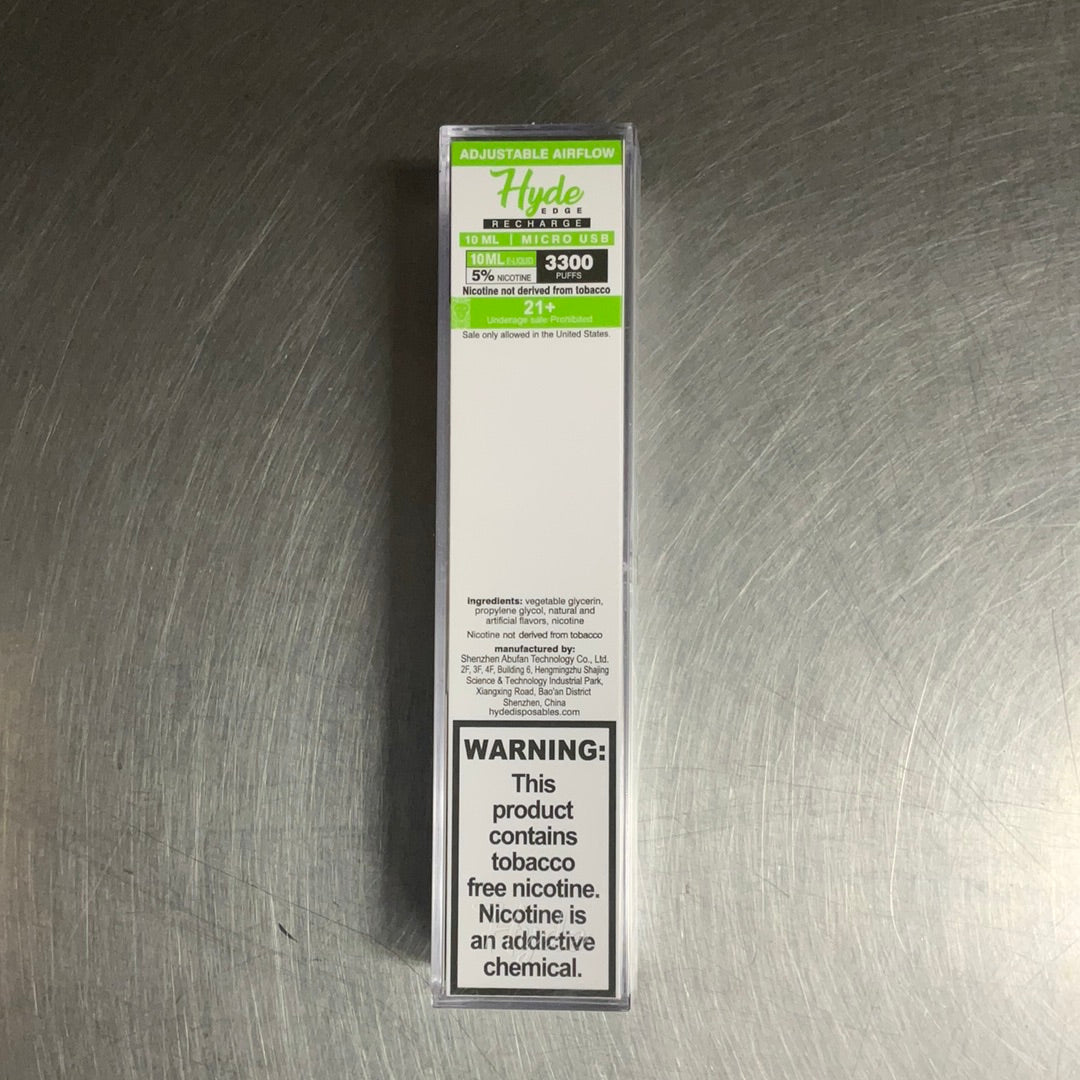 ADJUSTABLE AIRFLOW
Hyde
EDGE
RECHARGE
10 ML | MICRO USB
10ML E-LIQUID
5% NICOTINE
3300
PUFFS
Nicotine not derived from tobacco
21+
Underage sale Prohibited
Sale only allowed in the United States.
ingredients: vegetable glycerin,
propylene glycol, natural and
artificial flavors, nicotine
Nicotine not derived from tobacco
manufactured by:
Shenzhen Abufan Technology Co., Ltd.
2F, 3F, 4F, Building 6, Hengmingzhu Shajing
Science & Technology Industrial Park,
Xiangxing Road, Bao'an District
Shenzhen, China
hydedisposables.com
WARNING:
This
product
contains
tobacco
free nicotine.
Nicotine is
an addictive
chemical.